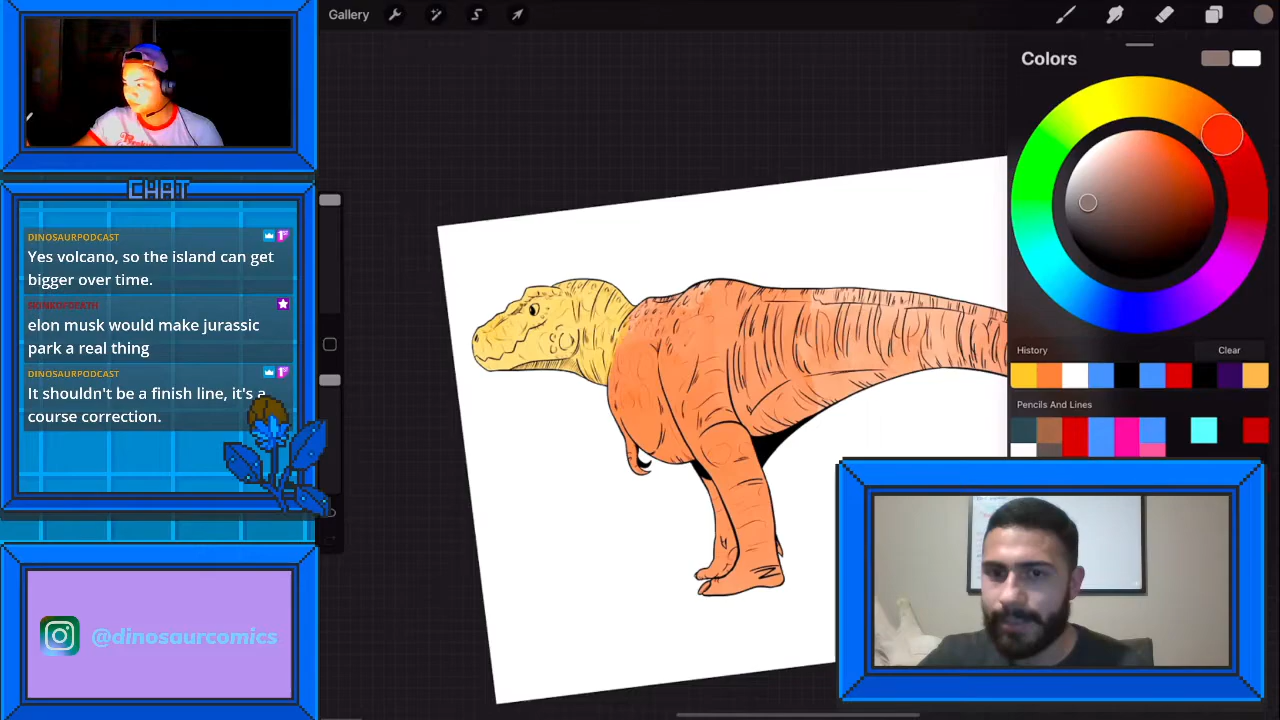 Gallery
Colors
CHAT
DINOSAURPODCAST
Yes volcano, so the island can get
bigger over time.
elon musk would make jurassic
park a real thing
DINOSAURPODCAST
It shouldn't be a finish line, it's a
course correction.
History
Clear
Pencils And Lines
@dinosaurcomics